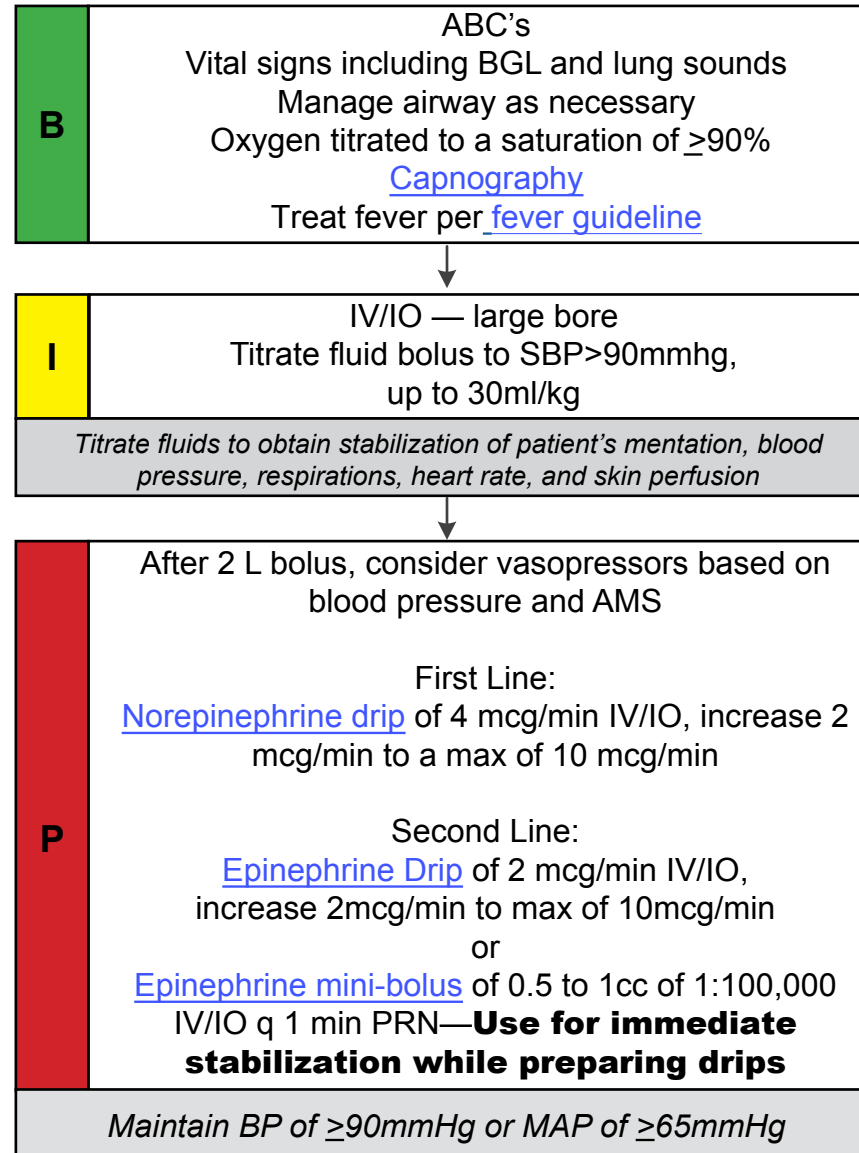 B
ABC's
Vital signs including BGL and lung sounds
Manage airway as necessary
Oxygen titrated to a saturation of ≥90%
Capnography
Treat fever per fever guideline
I
IV/IO — large bore
Titrate fluid bolus to SBP>90mmhg,
up to 30ml/kg
Titrate fluids to obtain stabilization of patient's mentation, blood
pressure, respirations, heart rate, and skin perfusion
P
After 2 L bolus, consider vasopressors based on
blood pressure and AMS
First Line:
Norepinephrine drip of 4 mcg/min IV/IO, increase 2
mcg/min to a max of 10 mcg/min
Second Line:
Epinephrine Drip of 2 mcg/min IV/IO,
increase 2mcg/min to max of 10mcg/min
or
Epinephrine mini-bolus of 0.5 to 1cc of 1:100,000
IV/IO q 1 min PRN—Use for immediate
stabilization while preparing drips
Maintain BP of ≥90mmHg or MAP of ≥65mmHg